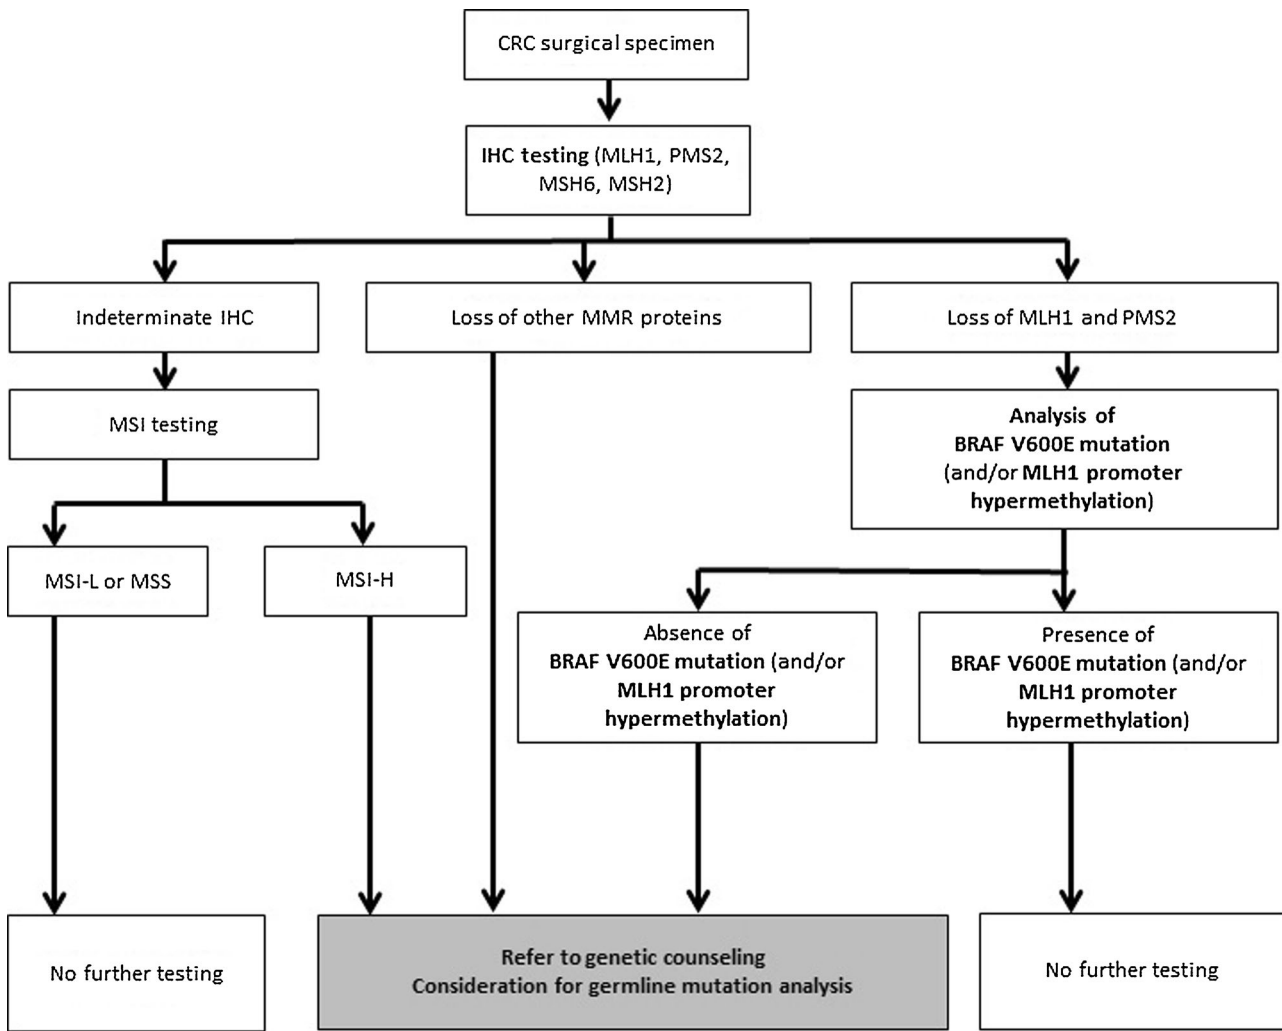 CRC surgical specimen
IHC testing (MLH1, PMS2,
MSH6, MSH2)
Indeterminate IHC
Loss of other MMR proteins
Loss of MLH1 and PMS2
MSI testing
Analysis of
BRAF V600E mutation
(and/or MLH1 promoter
hypermethylation)
MSI-L or MSS
MSI-H
Absence of
BRAF V600E mutation (and/or
MLH1 promoter
hypermethylation)
Presence of
BRAF V600E mutation (and/or
MLH1 promoter
hypermethylation)
No further testing
Refer to genetic counseling
Consideration for germline mutation analysis
No further testing